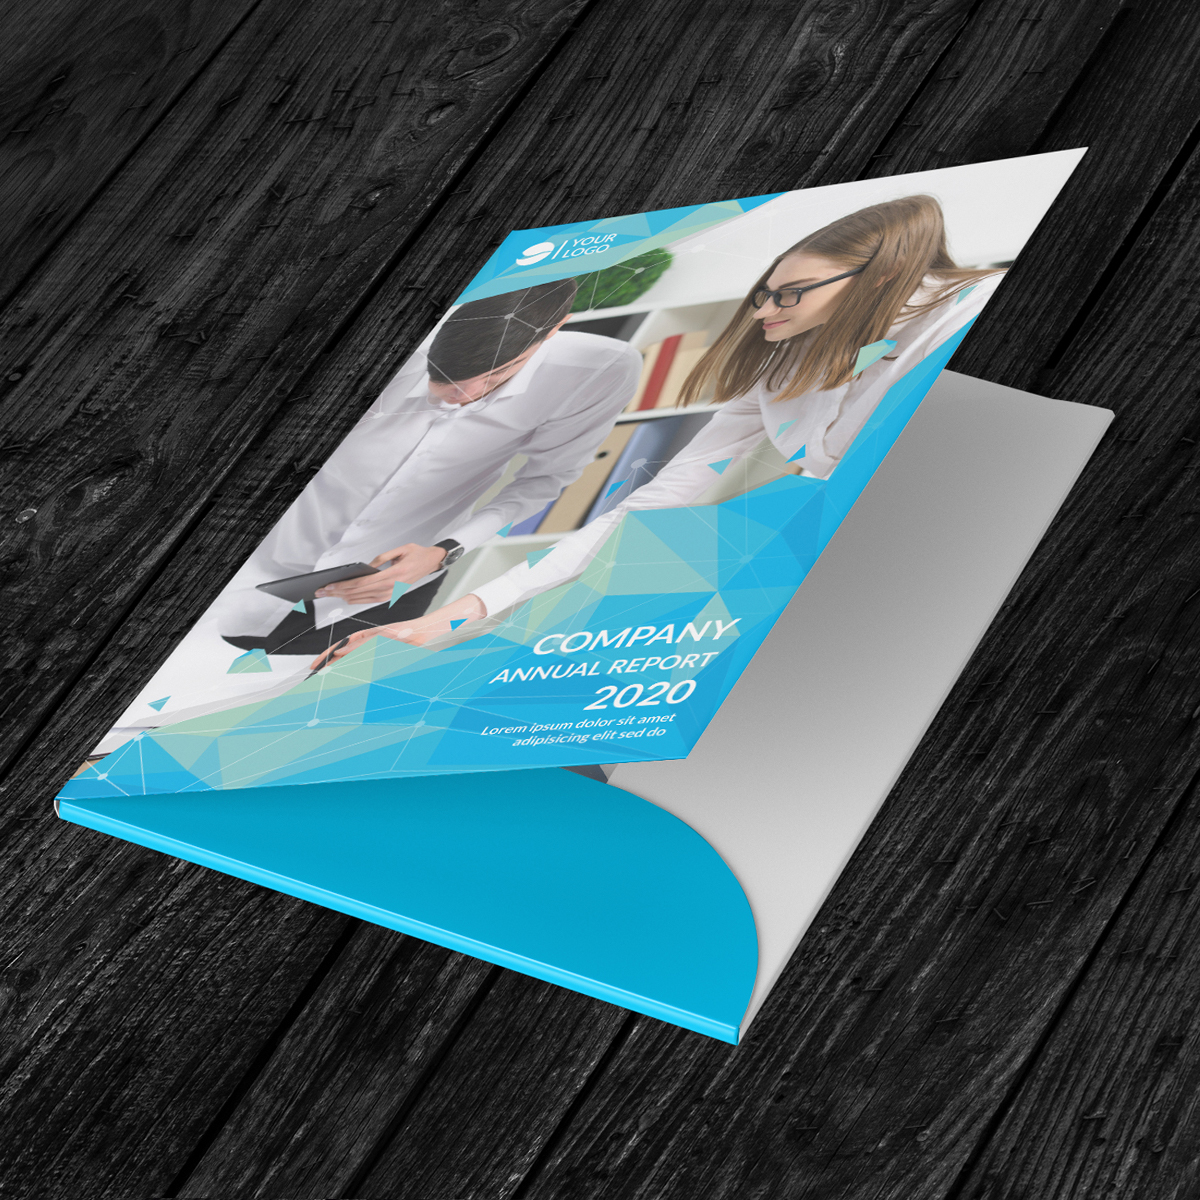 YOUR
LOGO
COMPANY
ANNUAL REPORT
2020
Lorem ipsum dolor sit amet
adipisicing elit sed do